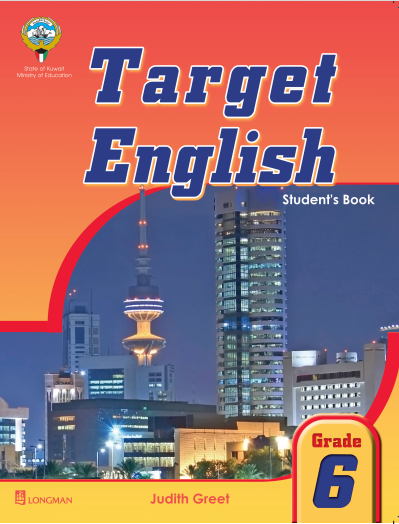 State of Kuwait
Ministry of Education
Target
English
Student's Book
Grade
6
LONGMAN
Judith Greet